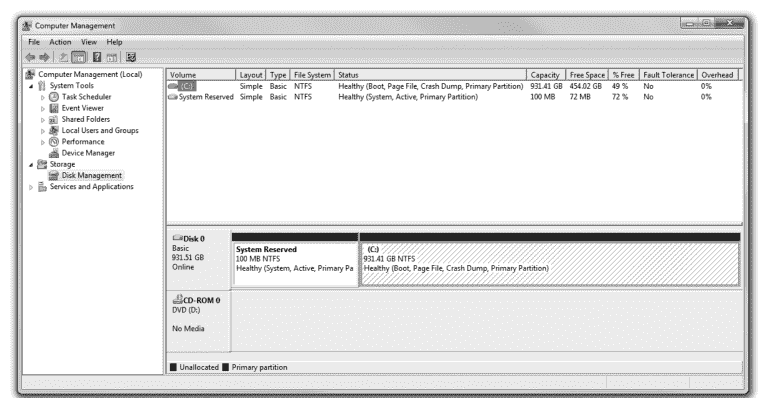 Computer Management
File Action View Help
Computer Management (Local)
System Tools
Task Scheduler
Event Viewer
Shared Folders
Local Users and Groups
Performance
Device Manager
Storage
Disk Management
Services and Applications
Volume Layout Type File System Status Capacity Free Space % Free Fault Tolerance Overhead
(C:) Simple Basic NTFS Healthy (Boot, Page File, Crash Dump, Primary Partition) 931.41 GB 454.02 GB 49 % No 0%
System Reserved Simple Basic NTFS Healthy (System, Active, Primary Partition) 100 MB 72 MB 72 % No 0%
Disk 0
Basic
931.51 GB
Online
System Reserved
100 MB NTFS
Healthy (System, Active, Primary Pa
(C:)
931.41 GB NTFS
Healthy (Boot, Page File, Crash Dump, Primary Partition)
CD-ROM 0
DVD (D:)
No Media
Unallocated Primary partition